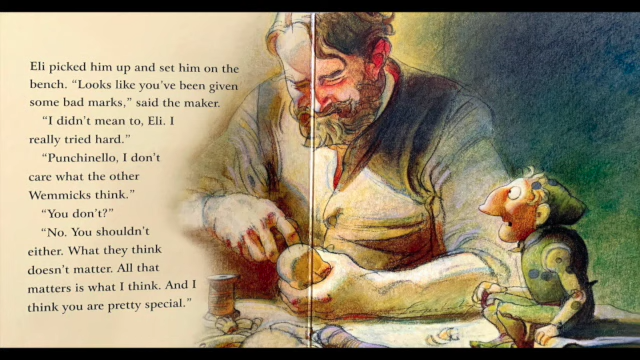 Eli picked him up and set him on the
bench. “Looks like you’ve been given
some bad marks,” said the maker.
“I didn’t mean to, Eli. I
really tried hard.”
“Punchinello, I don’t
care what the other
Wemmicks think.”
“You don’t?”
“No. You shouldn’t
either. What they think
doesn’t matter. All that
matters is what I think. And I
think you are pretty special.”